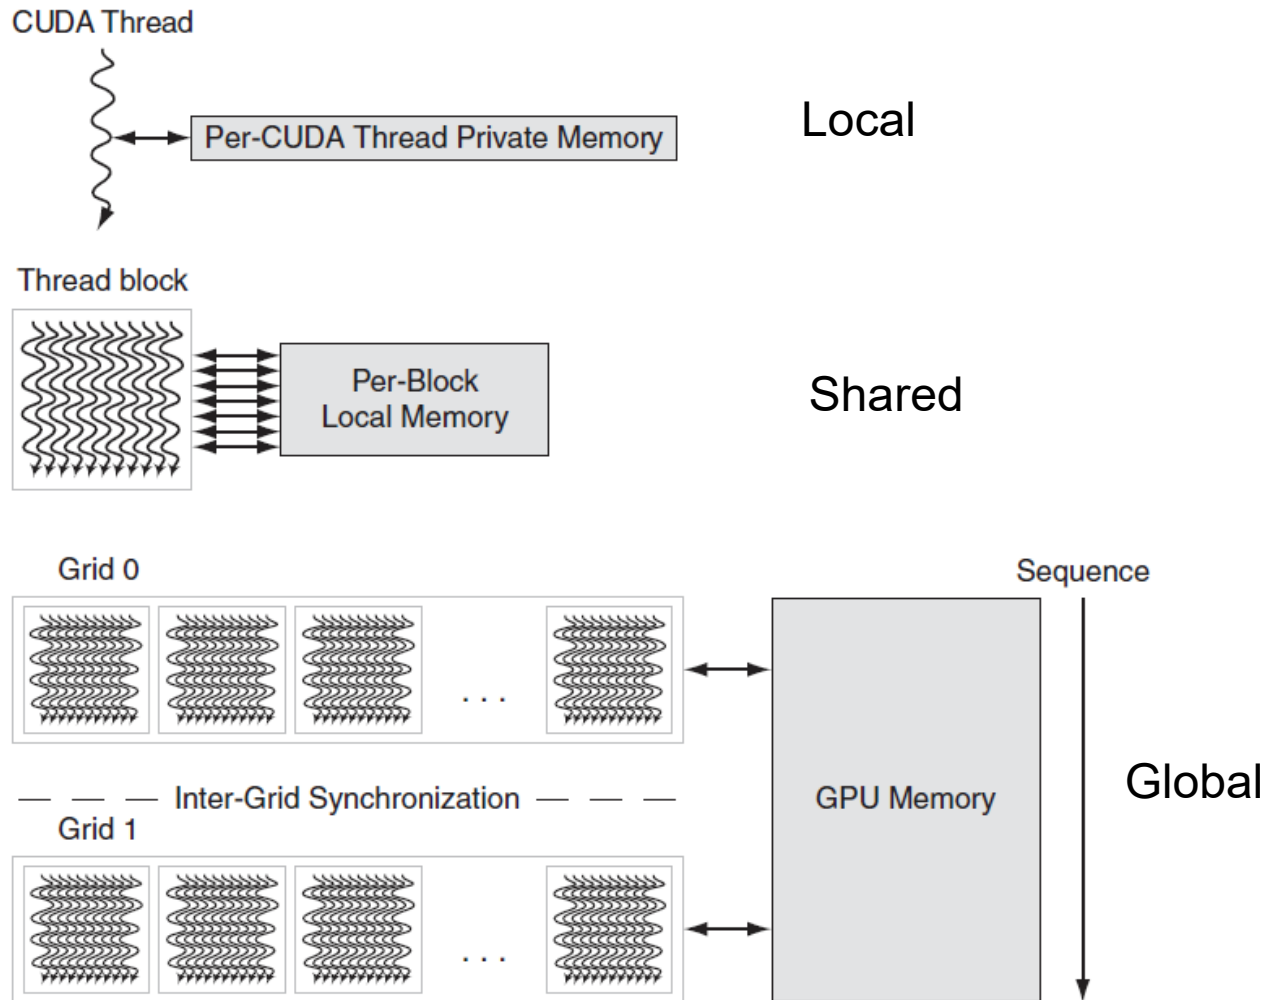 CUDA Thread
Per-CUDA Thread Private Memory
Local
Thread block
Per-Block
Local Memory
Shared
Grid 0
Sequence
. . .
Inter-Grid Synchronization
GPU Memory
Global
Grid 1
. . .